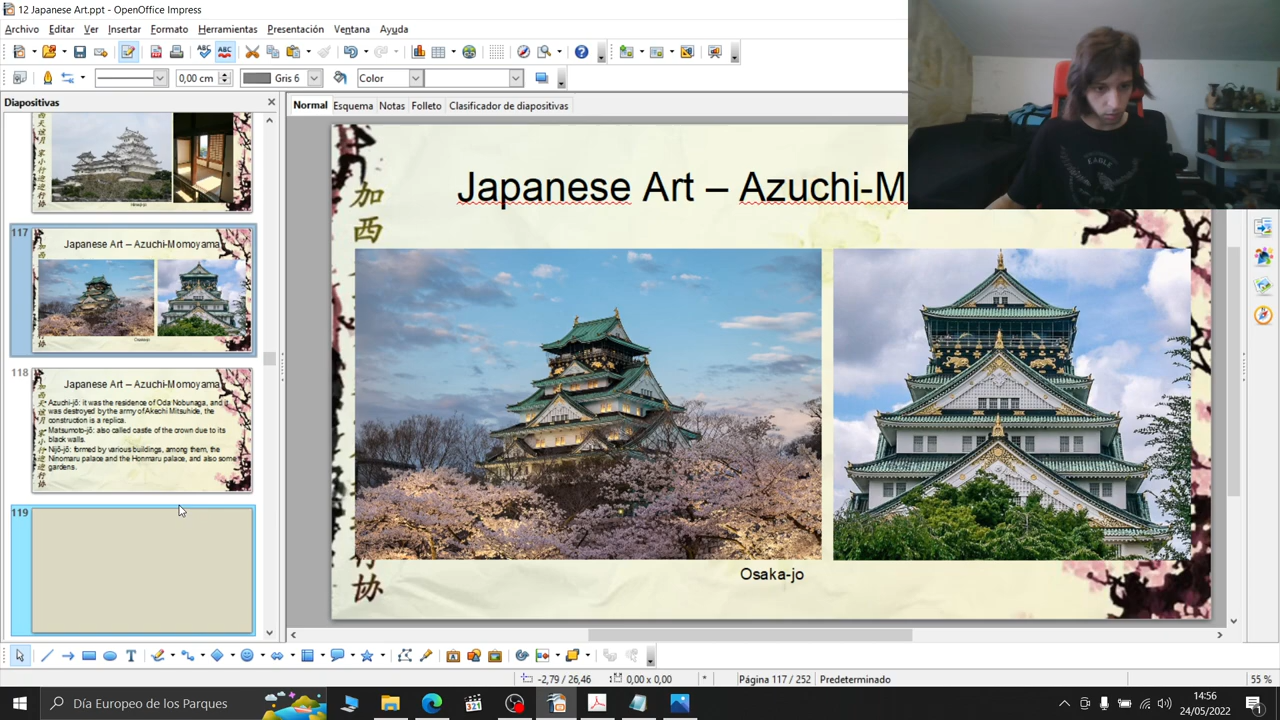 12 Japanese Art.ppt - OpenOffice Impress
Archivo Editar Ver Insertar Formato Herramientas Presentación Ventana Ayuda
0,00 cm Gris 6 Color
Diapositivas
Normal Esquema Notas Folleto Clasificador de diapositivas
117
Japanese Art – Azuchi-Momoyama
118
Japanese Art – Azuchi-Momoyama
Azuchi-jō: it was the residence of Oda Nobunaga, and it
was destroyed by the army of Akechi Mitsuhide, the
construction is a replica.
Matsumoto-jō: also called castle of the crown due to its
black walls.
Nijō-jō: formed by various buildings, among them, the
Ninomaru palace and the Honmaru palace, and also some
gardens.
119
Japanese Art – Azuchi-M
加
西
协
Osaka-jo
EAGLE
-2,79 / 26,46 0,00 x 0,00 * Página 117 / 252 Predeterminado 55 %
Día Europeo de los Parques
321
14:56
24/05/2022
1